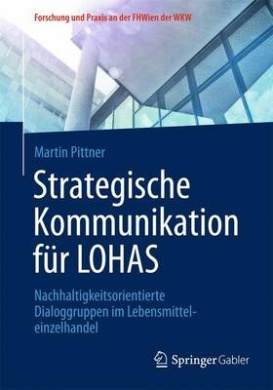 Forschung und Praxis an der FHWien der WKW
Martin Pittner
Strategische
Kommunikation
für LOHAS
Nachhaltigkeitsorientierte
Dialoggruppen im Lebensmittel-
einzelhandel
Springer Gabler